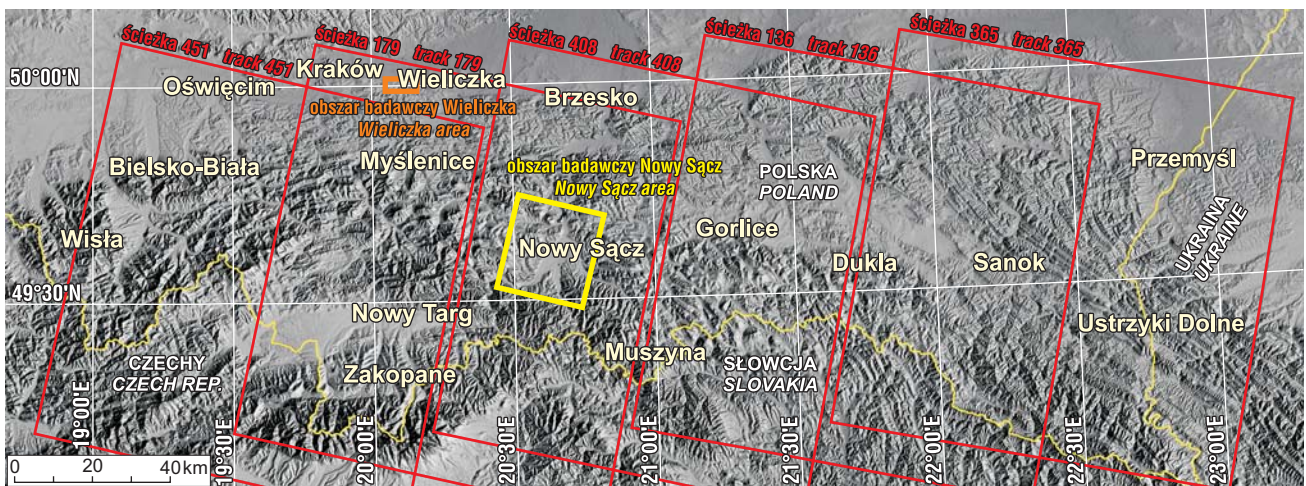 ścieżka 451 track 451
ścieżka 179 track 179
ścieżka 408 track 408
ścieżka 136 track 136
ścieżka 365 track 365
50°00'N
Oświęcim
Kraków
Wieliczka
obszar badawczy Wieliczka
Wieliczka area
Brzesko
Bielsko-Biała
Myślenice
obszar badawczy Nowy Sącz
Nowy Sącz area
POLSKA
POLAND
Przemyśl
Wisła
Nowy Sącz
Gorlice
Dukla
Sanok
UKRAINA
UKRAINE
49°30'N
Nowy Targ
Ustrzyki Dolne
CZECHY
CZECH REP.
Zakopane
Muszyna
SŁOWCJA
SLOVAKIA
19°00'E
19°30'E
20°00'E
20°30'E
21°00'E
21°30'E
22°00'E
22°30'E
23°00'E
0 20 40 km